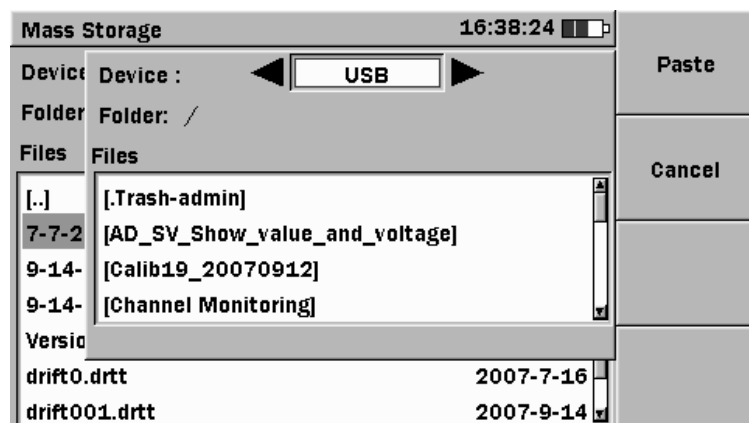 Mass Storage 16:38:24
Paste
Device
Device : USB
Folder
Folder: /
Files
Files
Cancel
[..]
[.Trash-admin]
7-7-2
[AD_SV_Show_value_and_voltage]
9-14-
[Calib19_20070912]
9-14-
[Channel Monitoring]
Versio
drift0.drtt 2007-7-16
drift001.drtt 2007-9-14